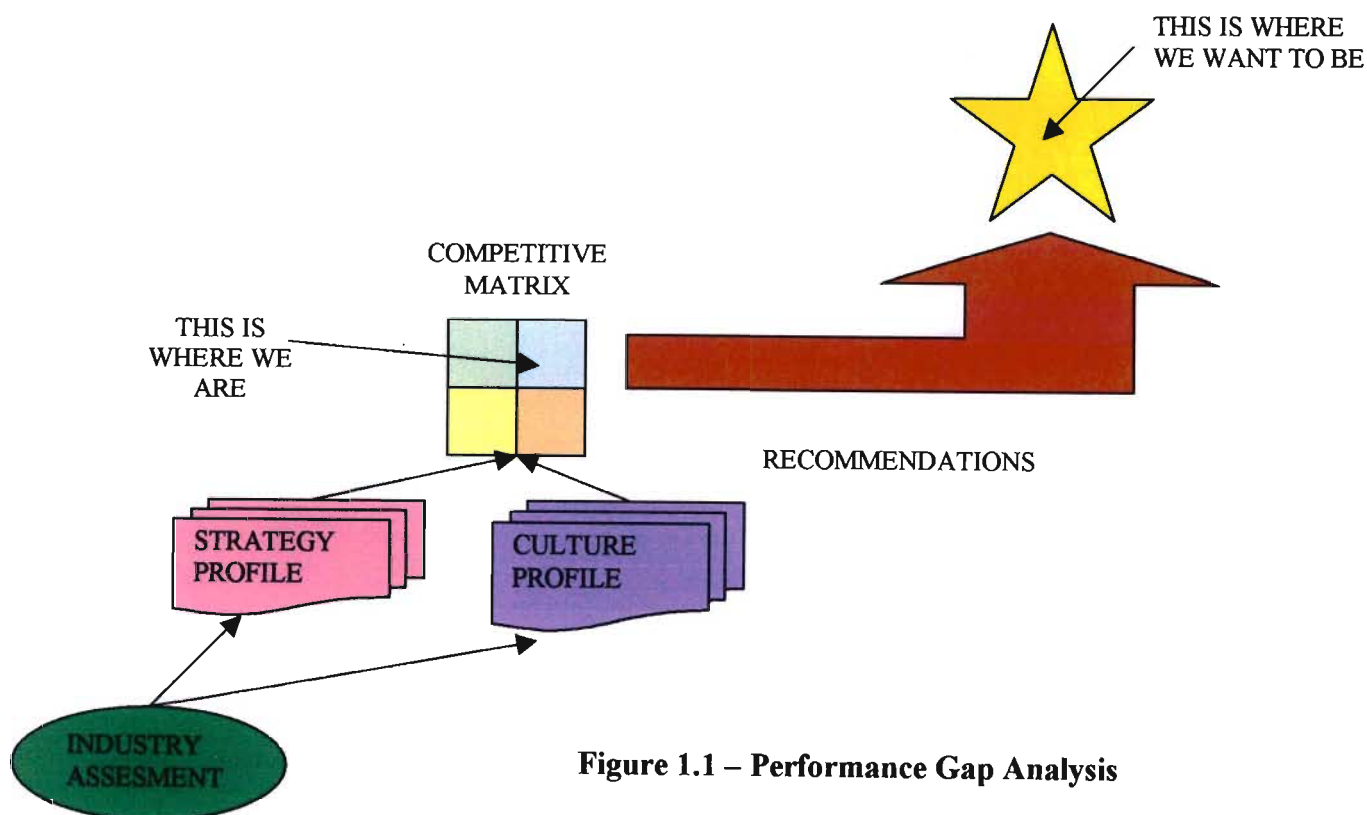 THIS IS WHERE
WE WANT TO BE
COMPETITIVE
MATRIX
THIS IS
WHERE WE
ARE
RECOMMENDATIONS
STRATEGY
PROFILE
CULTURE
PROFILE
INDUSTRY
ASSESMENT
Figure 1.1 – Performance Gap Analysis